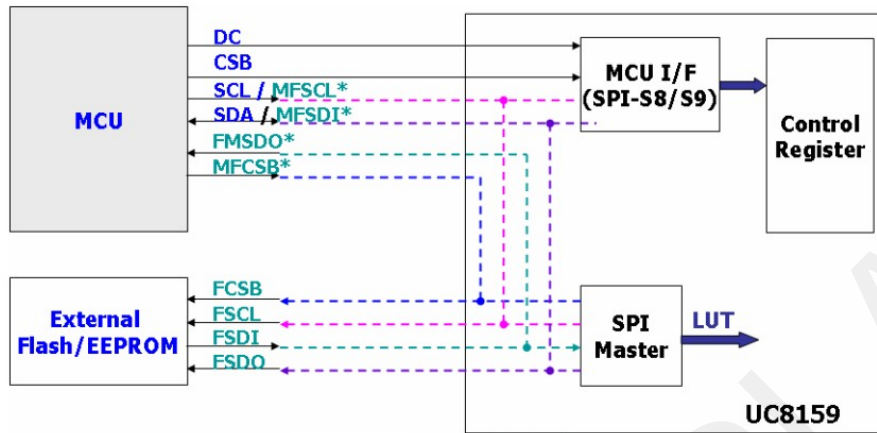 DC
CSB
SCL / MFSCL*
SDA / MFSDI*
FMSDO*
MFCSB*
MCU
MCU I/F
(SPI-S8/S9)
Control
Register
FCSB
FSCL
FSDI
FSDO
External
Flash/EEPROM
SPI
Master
LUT
UC8159